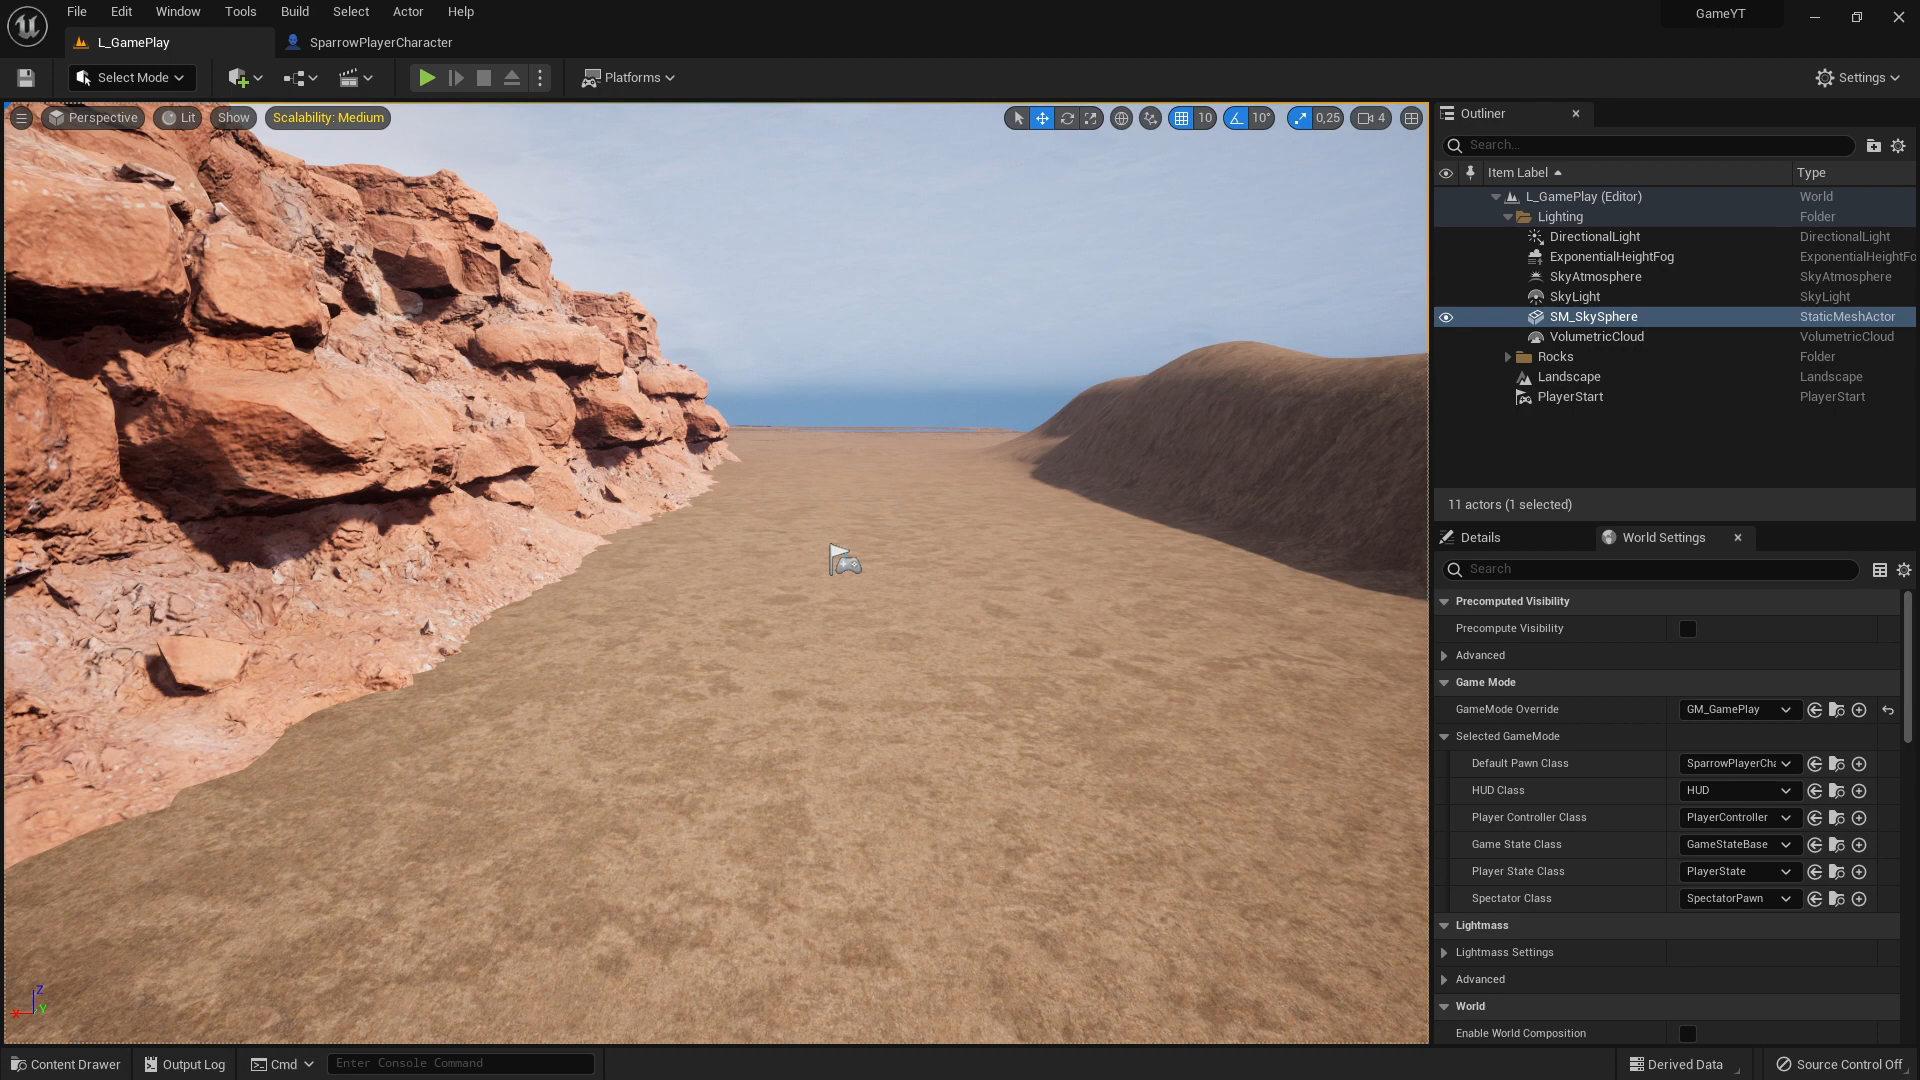 File Edit Window Tools Build Select Actor Help
GameYT
L_GamePlay
SparrowPlayerCharacter
Select Mode
Platforms
Settings
Perspective
Lit
Show
Scalability: Medium
10
10°
0,25
4
Outliner
Search...
Item Label
Type
L_GamePlay (Editor) World
Lighting Folder
DirectionalLight DirectionalLight
ExponentialHeightFog ExponentialHeightFo
SkyAtmosphere SkyAtmosphere
SkyLight SkyLight
SM_SkySphere StaticMeshActor
VolumetricCloud VolumetricCloud
Rocks Folder
Landscape Landscape
PlayerStart PlayerStart
11 actors (1 selected)
Details
World Settings
Search
Precomputed Visibility
Precompute Visibility
Advanced
Game Mode
GameMode Override GM_GamePlay
Selected GameMode
Default Pawn Class SparrowPlayerCha
HUD Class HUD
Player Controller Class PlayerController
Game State Class GameStateBase
Player State Class PlayerState
Spectator Class SpectatorPawn
Lightmass
Lightmass Settings
Advanced
World
Enable World Composition
Z
X
Y
Content Drawer
Output Log
Cmd
Enter Console Command
Derived Data
Source Control Off